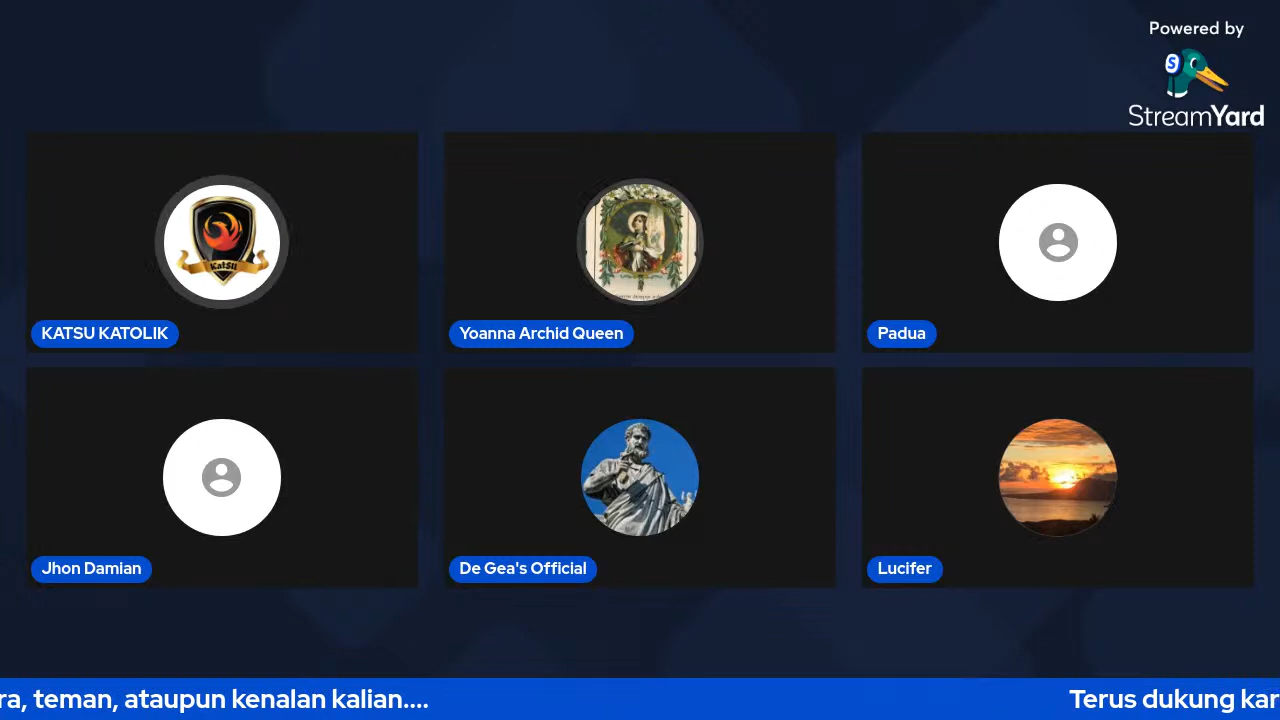 Powered by
S
StreamYard
KatSu
KATSU KATOLIK
Yoanna Archid Queen
Padua
Jhon Damian
De Gea's Official
Lucifer
ra, teman, ataupun kenalan kalian....
Terus dukung kar